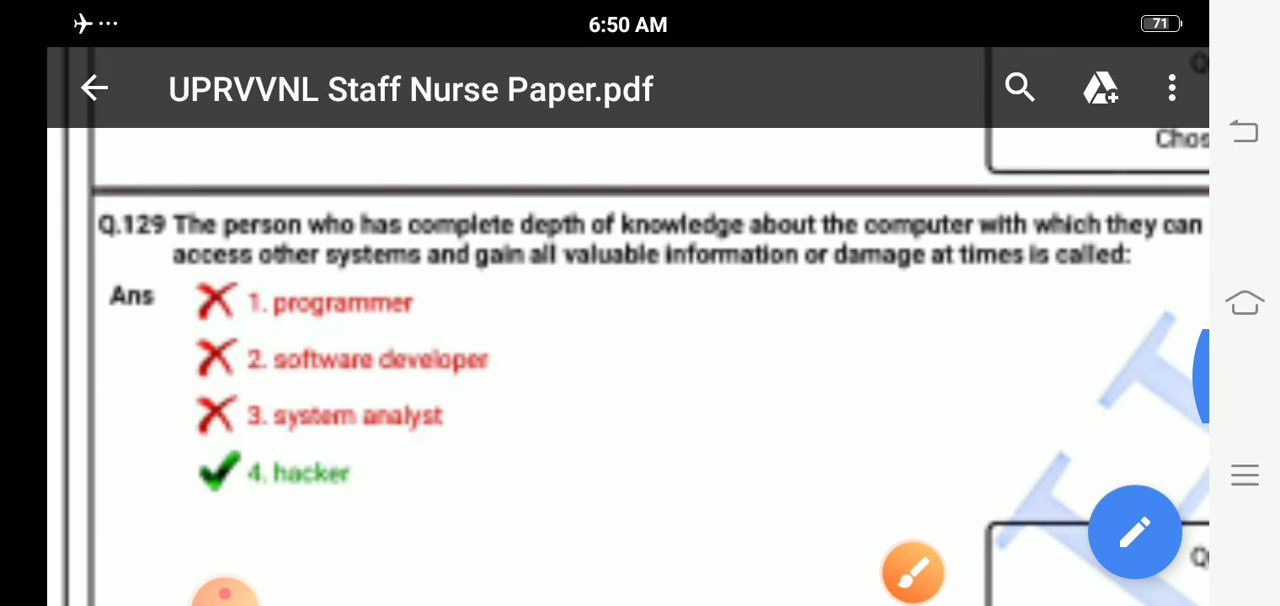 6:50 AM
71
UPRVVNL Staff Nurse Paper.pdf
Q.129 The person who has complete depth of knowledge about the computer with which they can
access other systems and gain all valuable information or damage at times is called:
Ans
1. programmer
2. software developer
3. system analyst
4. hacker